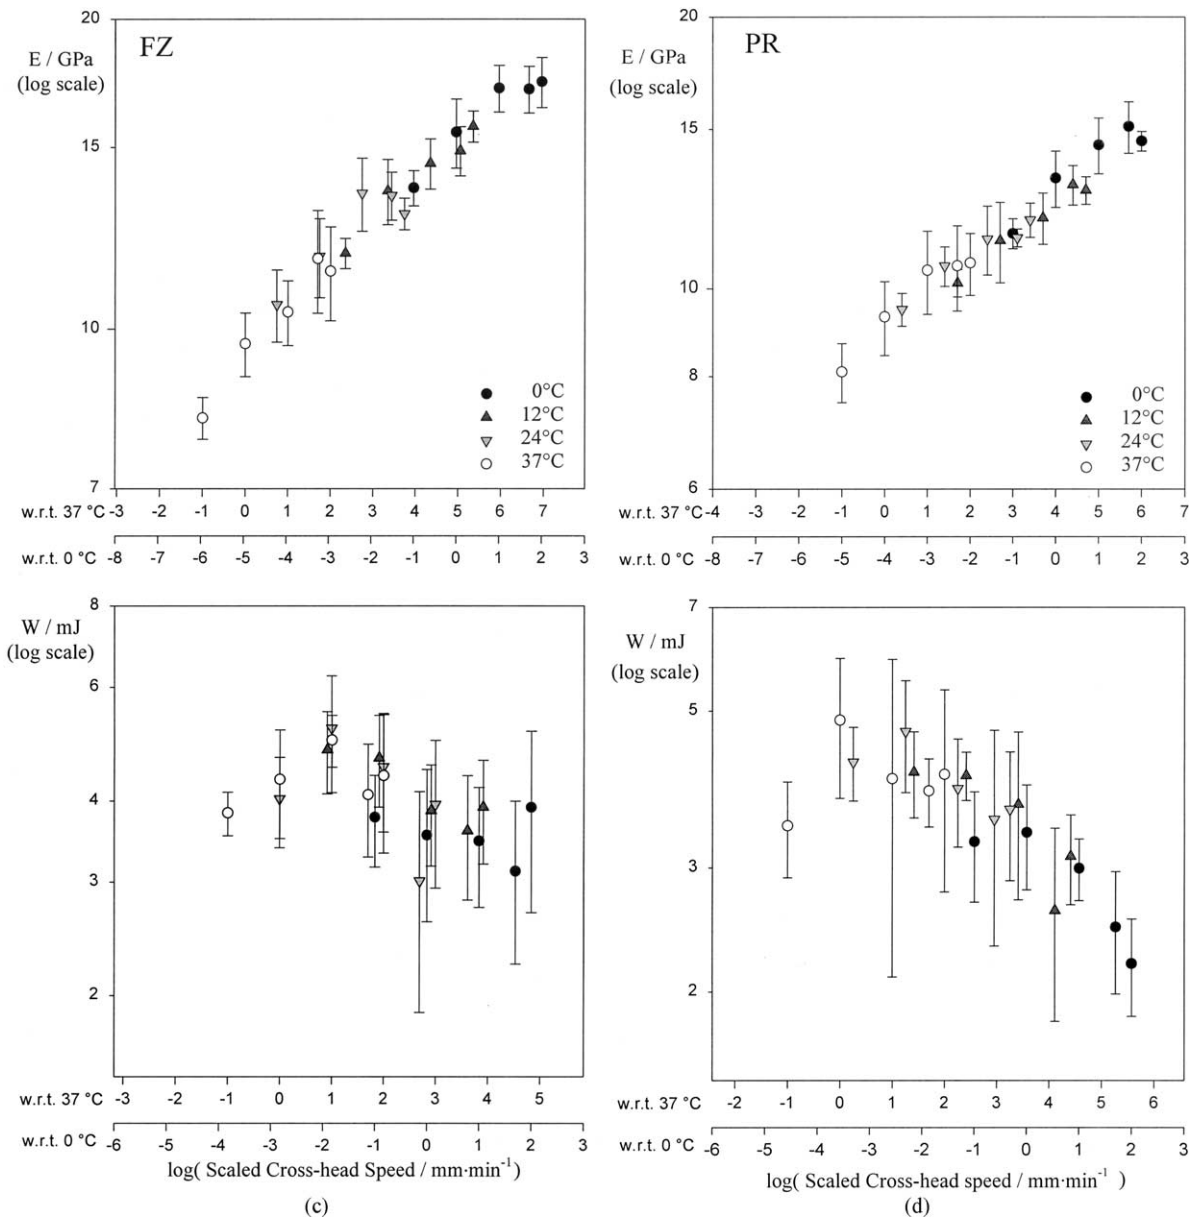 20
FZ
E / GPa
(log scale)
15
10
0°C
12°C
24°C
37°C
7
w.r.t. 37 °C -3 -2 -1 0 1 2 3 4 5 6 7
w.r.t. 0 °C -8 -7 -6 -5 -4 -3 -2 -1 0 1 2 3
20
PR
E / GPa
(log scale)
15
10
8
0°C
12°C
24°C
37°C
6
w.r.t. 37 °C -4 -3 -2 -1 0 1 2 3 4 5 6 7
w.r.t. 0 °C -8 -7 -6 -5 -4 -3 -2 -1 0 1 2 3
8
W / mJ
(log scale)
6
4
3
2
w.r.t. 37 °C -3 -2 -1 0 1 2 3 4 5
w.r.t. 0 °C -6 -5 -4 -3 -2 -1 0 1 2 3
log( Scaled Cross-head Speed / mm·min-1)
(c)
7
W / mJ
(log scale)
5
3
2
w.r.t. 37 °C -2 -1 0 1 2 3 4 5 6
w.r.t. 0 °C -6 -5 -4 -3 -2 -1 0 1 2 3
log( Scaled Cross-head Speed / mm·min-1 )
(d)